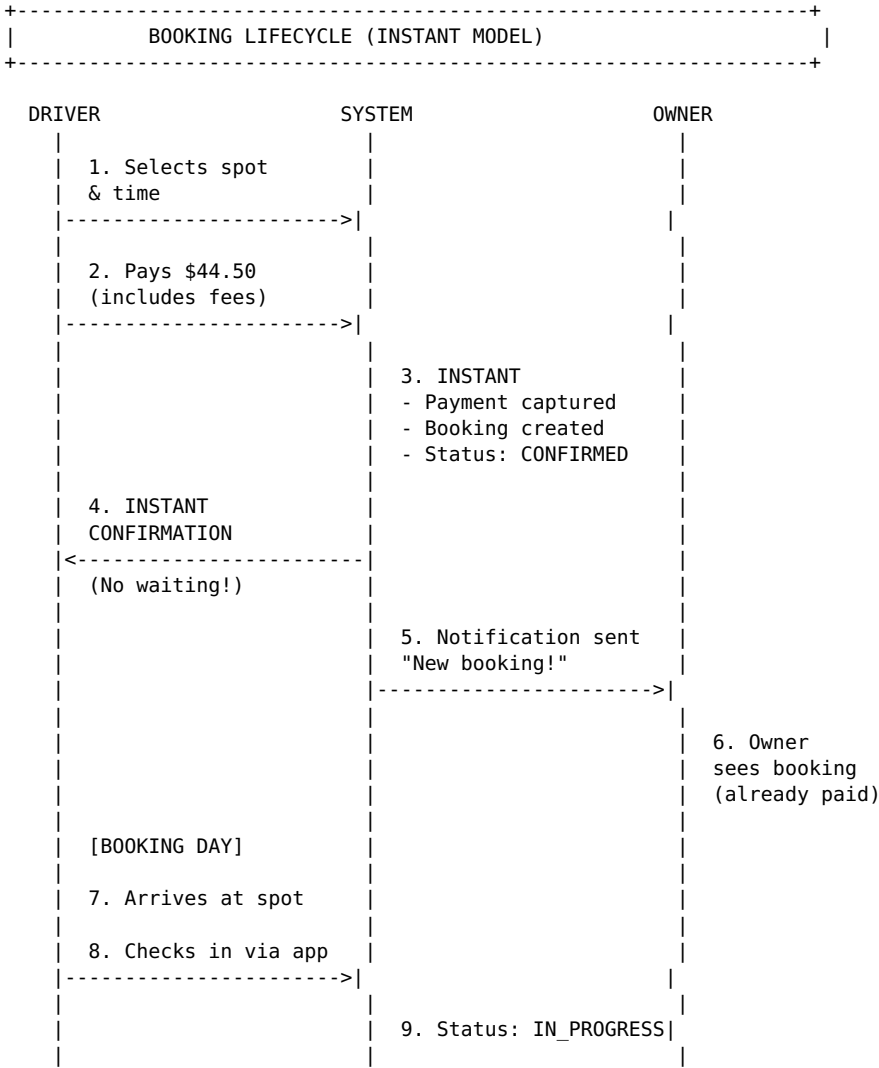 BOOKING LIFECYCLE (INSTANT MODEL)
DRIVER SYSTEM OWNER
1. Selects spot
& time
2. Pays $44.50
(includes fees)
3. INSTANT
- Payment captured
- Booking created
- Status: CONFIRMED
4. INSTANT
CONFIRMATION
(No waiting!)
5. Notification sent
"New booking!"
6. Owner
sees booking
(already paid)
[BOOKING DAY]
7. Arrives at spot
8. Checks in via app
9. Status: IN_PROGRESS